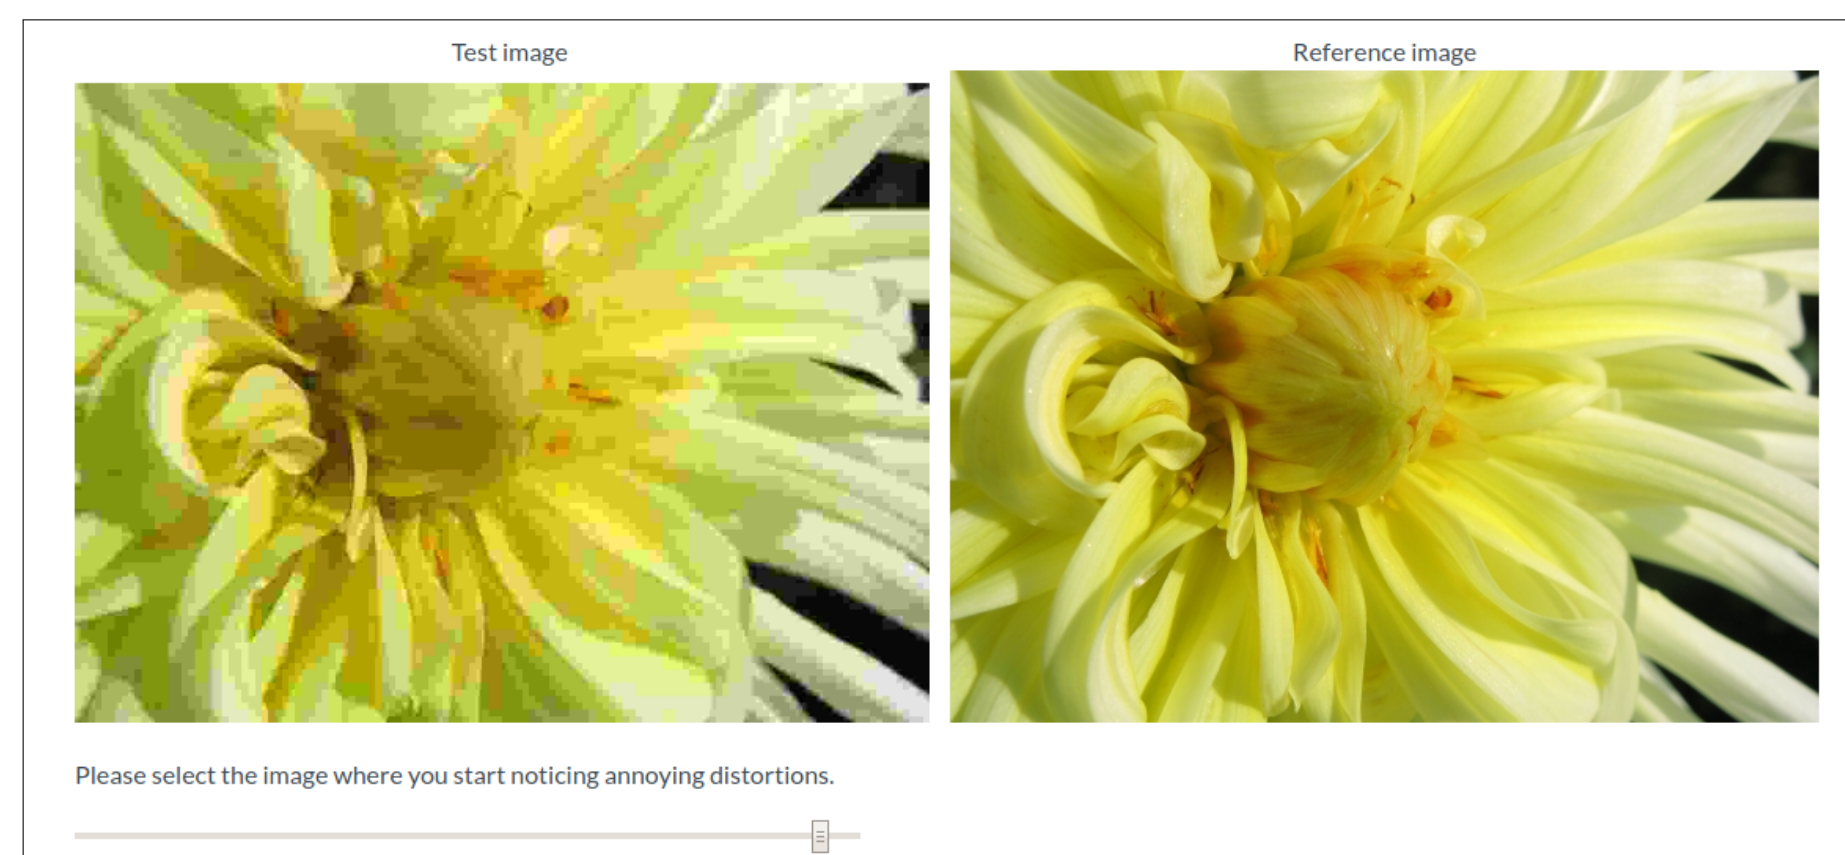 Test image
Reference image
Please select the image where you start noticing annoying distortions.